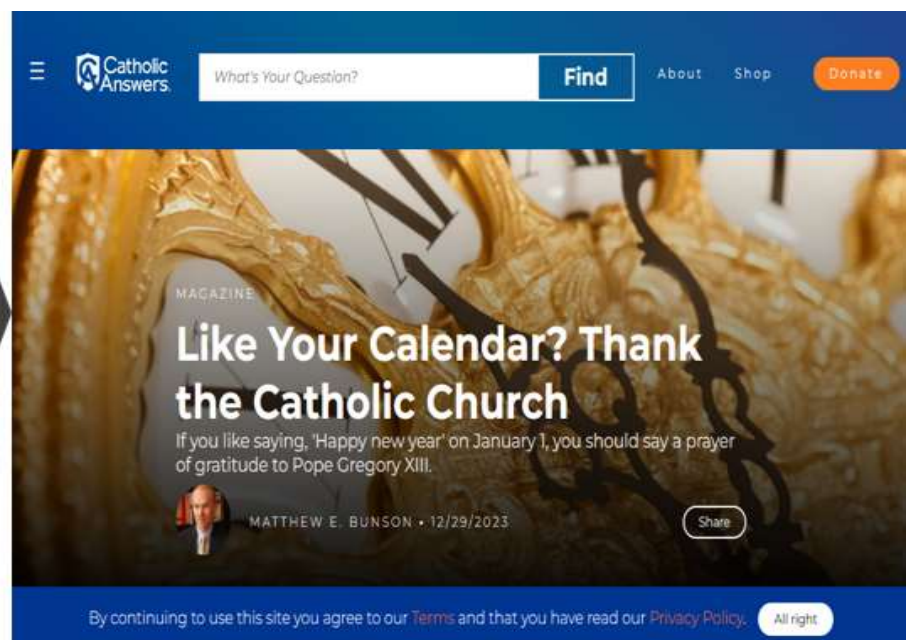 Catholic
Answers.
What's Your Question?
Find
About
Shop
Donate
MAGAZINE
Like Your Calendar? Thank
the Catholic Church
If you like saying, 'Happy new year' on January 1, you should say a prayer
of gratitude to Pope Gregory XIII.
MATTHEW E. BUNSON • 12/29/2023
Share
By continuing to use this site you agree to our Terms and that you have read our Privacy Policy.
All right